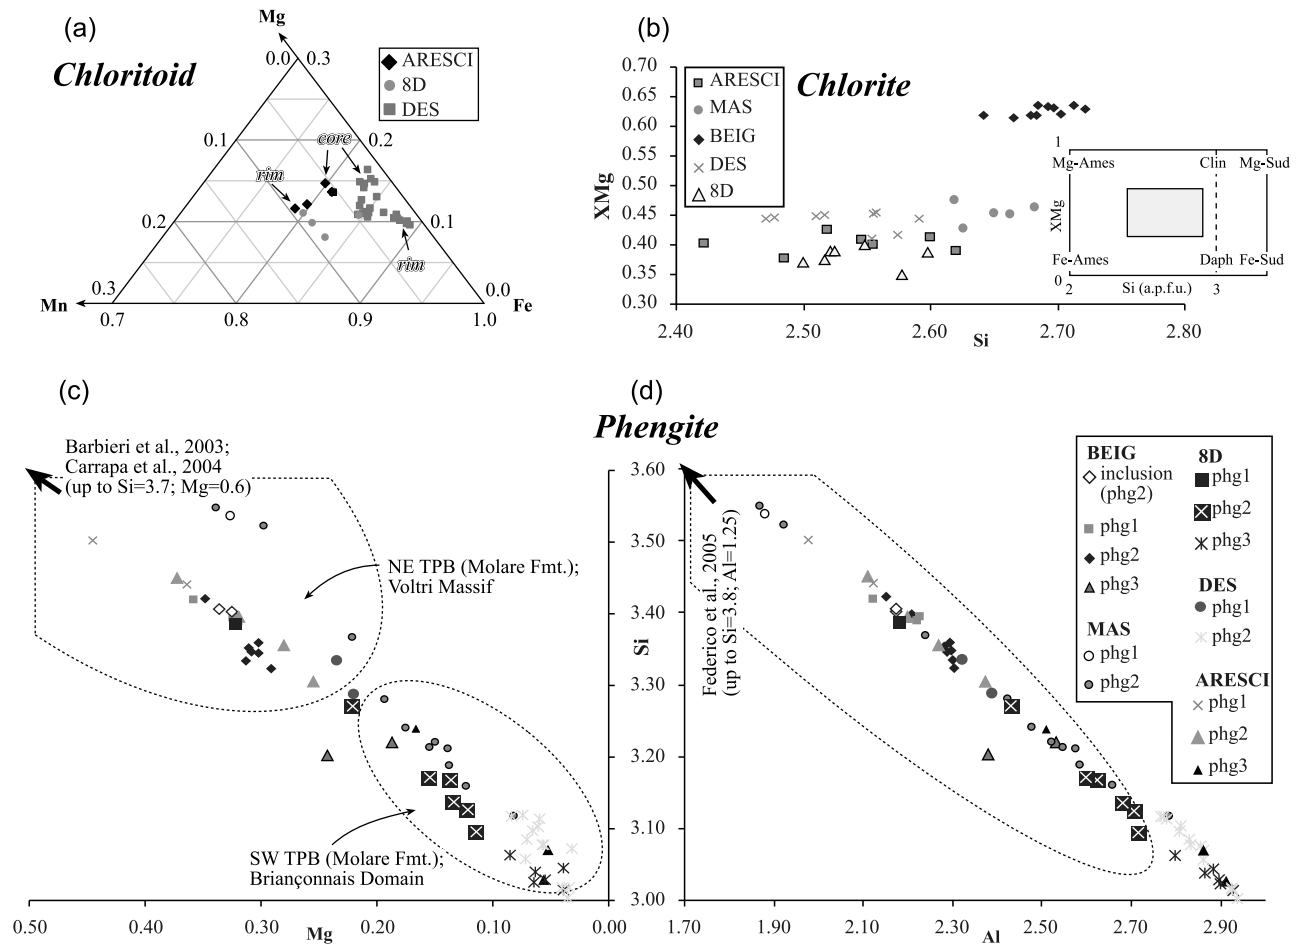 (a)
Mg
0.0
0.3
Chloritoid
ARESCI
8D
DES
0.1
0.2
core
rim
0.2
0.1
rim
0.3
0.0
Mn
Fe
0.7
0.8
0.9
1.0
(b)
Chlorite
0.70
0.65
0.60
0.55
0.50
0.45
0.40
0.35
0.30
XMg
ARESCI
MAS
BEIG
DES
8D
2.40
2.50
2.60
2.70
2.80
Si
1
Mg-Ames
Clin
Mg-Sud
XMg
Fe-Ames
Daph
Fe-Sud
0
2
Si (a.p.f.u.)
3
Phengite
(c)
Barbieri et al., 2003;
Carrapa et al., 2004
(up to Si=3.7; Mg=0.6)
NE TPB (Molare Fmt.);
Voltri Massif
SW TPB (Molare Fmt.);
Briançonnais Domain
0.50
0.40
0.30
0.20
0.10
0.00
Mg
(d)
3.60
3.50
3.40
3.30
3.20
3.10
3.00
Si
Federico et al., 2005
(up to Si=3.8; Al=1.25)
1.70
1.90
2.10
2.30
2.50
2.70
2.90
Al
BEIG
inclusion
(phg2)
phg1
phg2
phg3
MAS
phg1
phg2
8D
phg1
phg2
phg3
DES
phg1
phg2
ARESCI
phg1
phg2
phg3